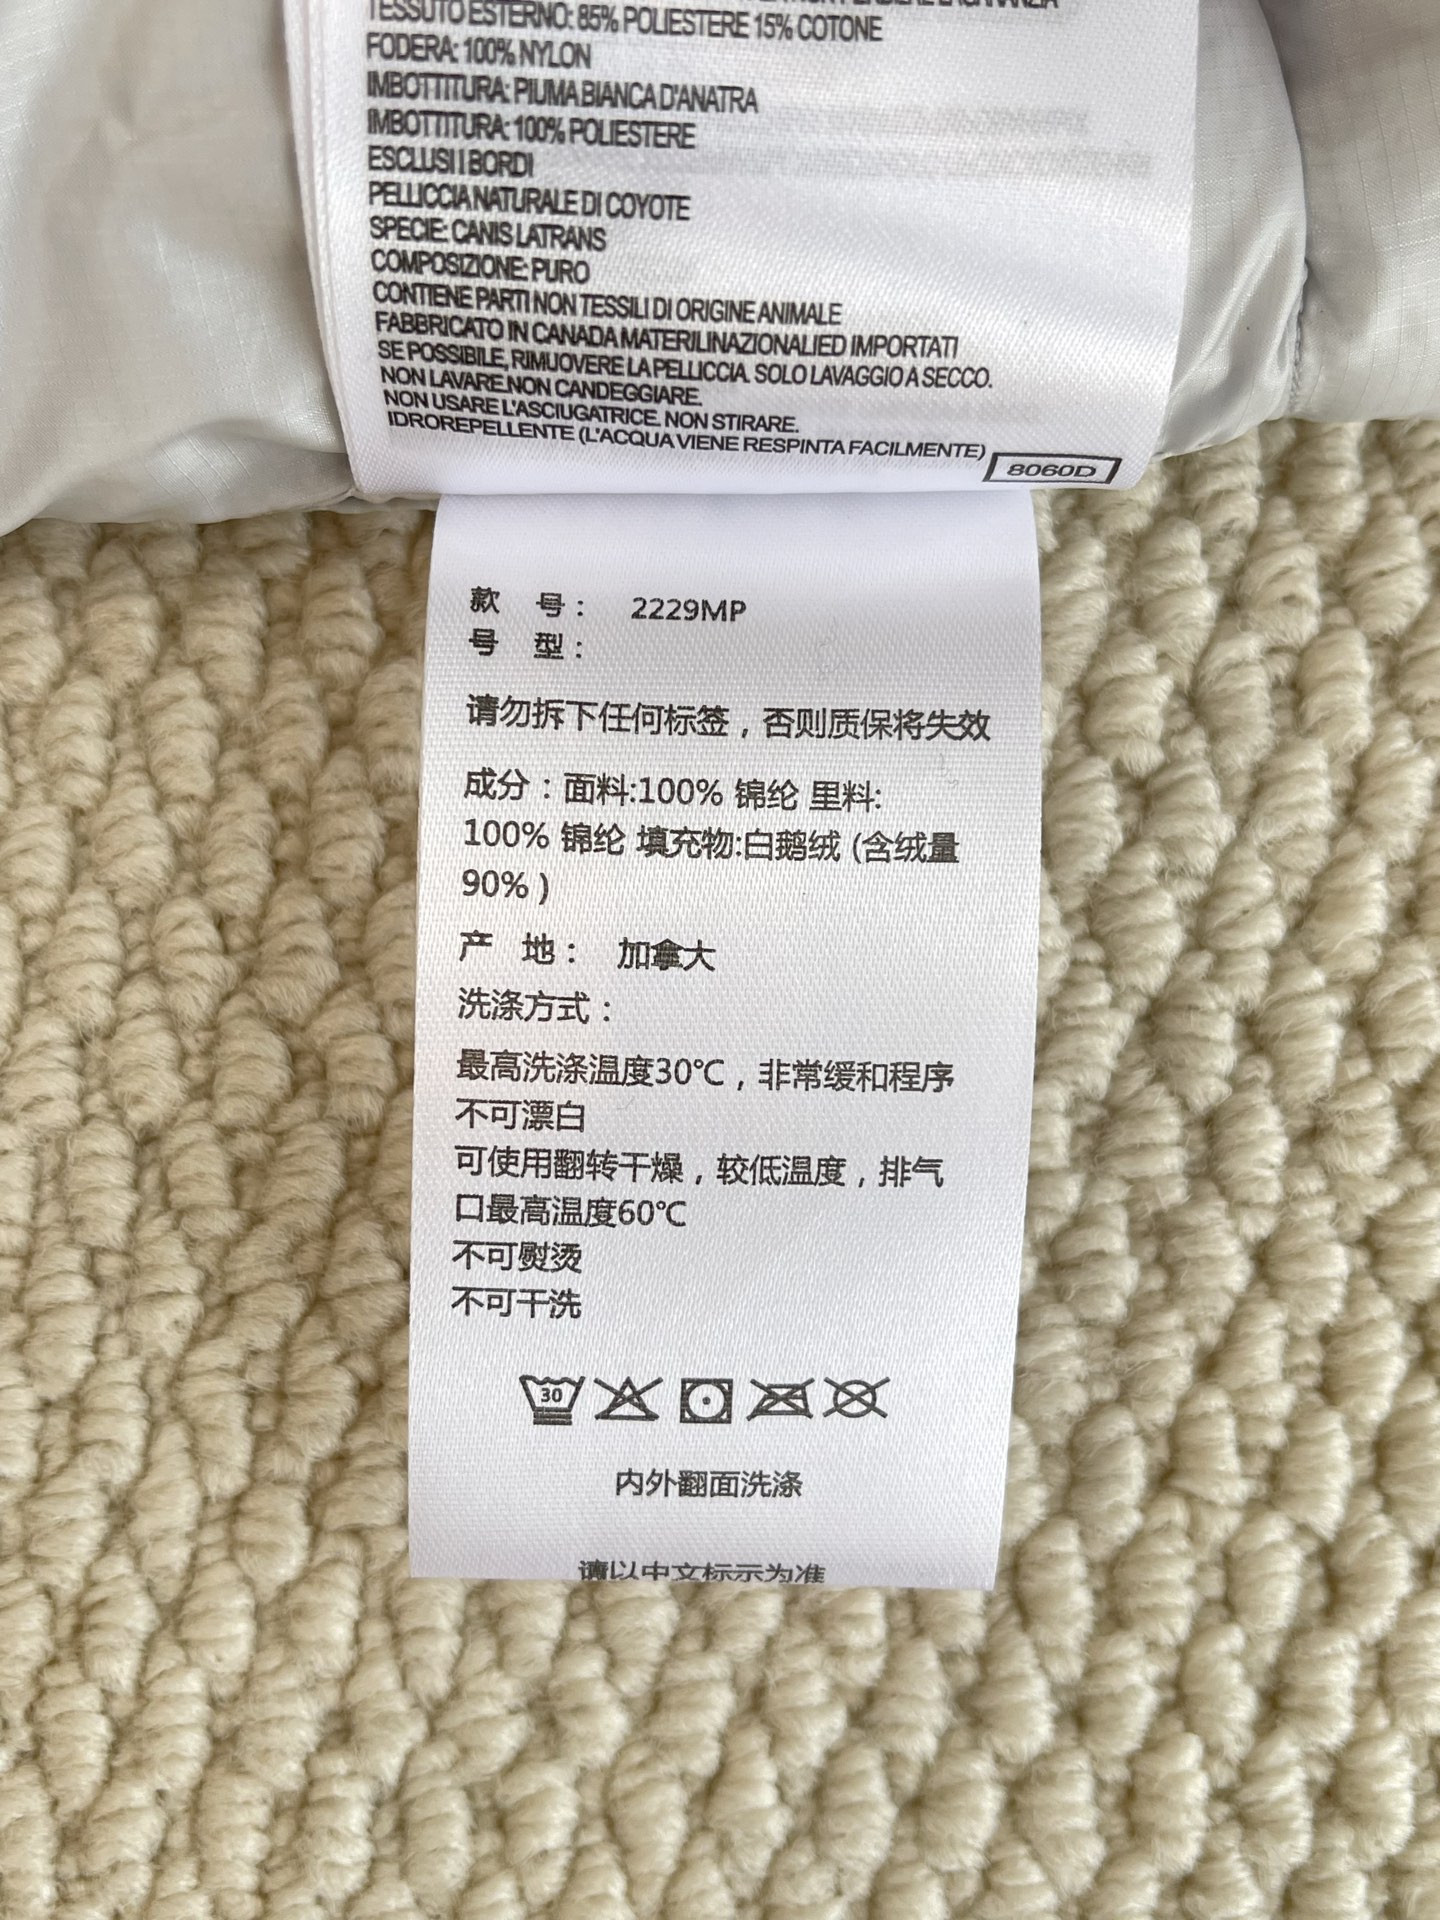 TESSUTO ESTERNO: 85% POLIESTERE 15% COTONE
FODERA: 100% NYLON
IMBOTTITURA: PIUMA BIANCA D'ANATRA
IMBOTTITURA: 100% POLIESTERE
ESCLUSI I BORDI
PELLICCIA NATURALE DI COYOTE
SPECIE: CANIS LATRANS
COMPOSIZIONE: PURO
CONTIENE PARTI NON TESSILI DI ORIGINE ANIMALE
FABBRICATO IN CANADA MATERILINAZIONALIED IMPORTATI
SE POSSIBILE, RIMUOVERE LA PELLICCIA. SOLO LAVAGGIO A SECCO.
NON LAVARE.NON CANDEGGIARE.
NON USARE L'ASCIUGATRICE. NON STIRARE.
IDROREPELLENTE (L'ACQUA VIENE RESPINTA FACILMENTE)
8060D
款 号： 2229MP
号 型：
请勿拆下任何标签，否则质保将失效
成分：面料:100% 锦纶 里料:
100% 锦纶 填充物:白鹅绒 (含绒量
90% )
产 地： 加拿大
洗涤方式：
最高洗涤温度30℃，非常缓和程序
不可漂白
可使用翻转干燥，较低温度，排气
口最高温度60℃
不可熨烫
不可干洗
30
内外翻面洗涤
请以中文标示为准